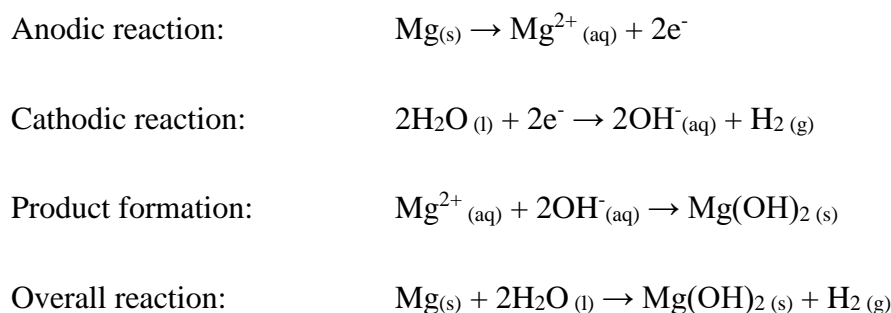 Anodic reaction: Mg(s) → Mg²⁺ (aq) + 2e⁻
Cathodic reaction: 2H₂O (l) + 2e⁻ → 2OH⁻(aq) + H₂ (g)
Product formation: Mg²⁺ (aq) + 2OH⁻(aq) → Mg(OH)₂ (s)
Overall reaction: Mg(s) + 2H₂O (l) → Mg(OH)₂ (s) + H₂ (g)